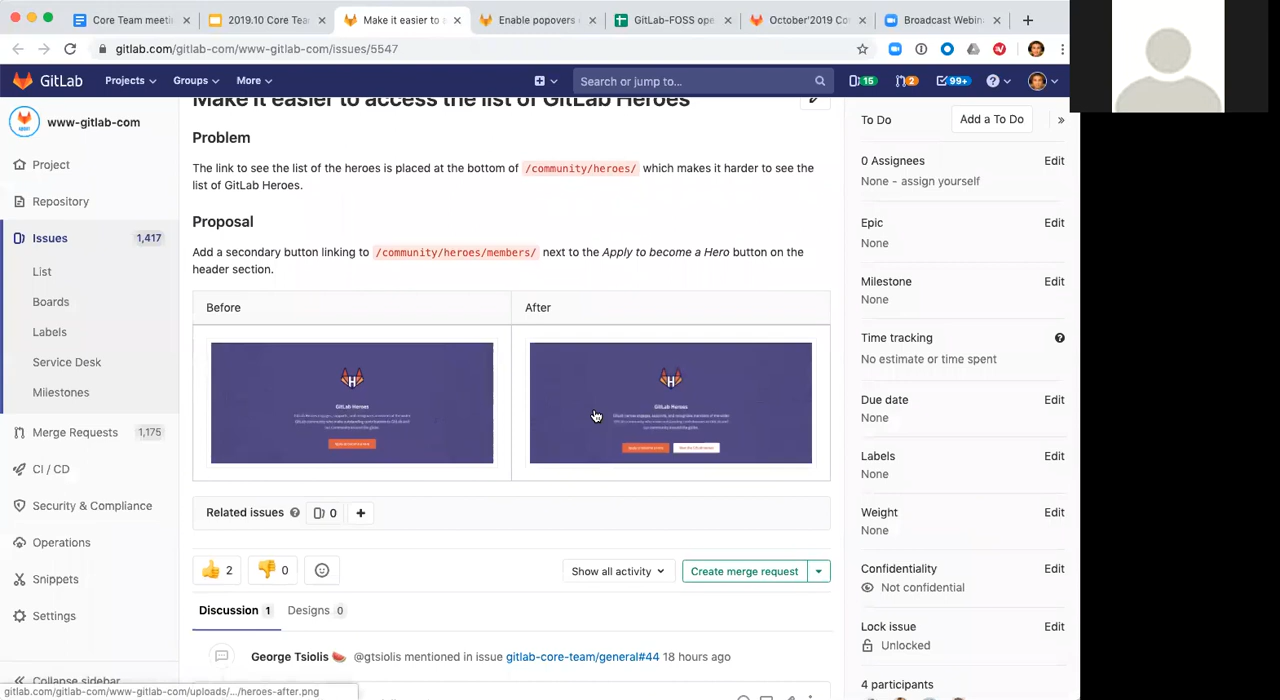 Core Team meeti
2019.10 Core Tea
Make it easier to
Enable popovers
GitLab-FOSS ope
October'2019 Co
Broadcast Webin
gitlab.com/gitlab-com/www-gitlab-com/issues/5547
GitLab
Projects
Groups
More
Search or jump to...
15
2
99+
www-gitlab-com
Project
Repository
Issues 1,417
List
Boards
Labels
Service Desk
Milestones
Merge Requests 1,175
CI / CD
Security & Compliance
Operations
Snippets
Settings
Collapse sidebar
Make it easier to access the list of GitLab Heroes
Problem
The link to see the list of the heroes is placed at the bottom of /community/heroes/ which makes it harder to see the
list of GitLab Heroes.
Proposal
Add a secondary button linking to /community/heroes/members/ next to the Apply to become a Hero button on the
header section.
Before
After
GitLab Heroes
GitLab Heroes
Related issues 0
2
0
Show all activity
Create merge request
Discussion 1
Designs 0
George Tsiolis @gtsiolis mentioned in issue gitlab-core-team/general#44 18 hours ago
To Do
Add a To Do
0 Assignees Edit
None - assign yourself
Epic Edit
None
Milestone Edit
None
Time tracking
No estimate or time spent
Due date Edit
None
Labels Edit
None
Weight Edit
None
Confidentiality Edit
Not confidential
Lock issue Edit
Unlocked
4 participants
gitlab.com/gitlab-com/www-gitlab-com/uploads/.../heroes-after.png